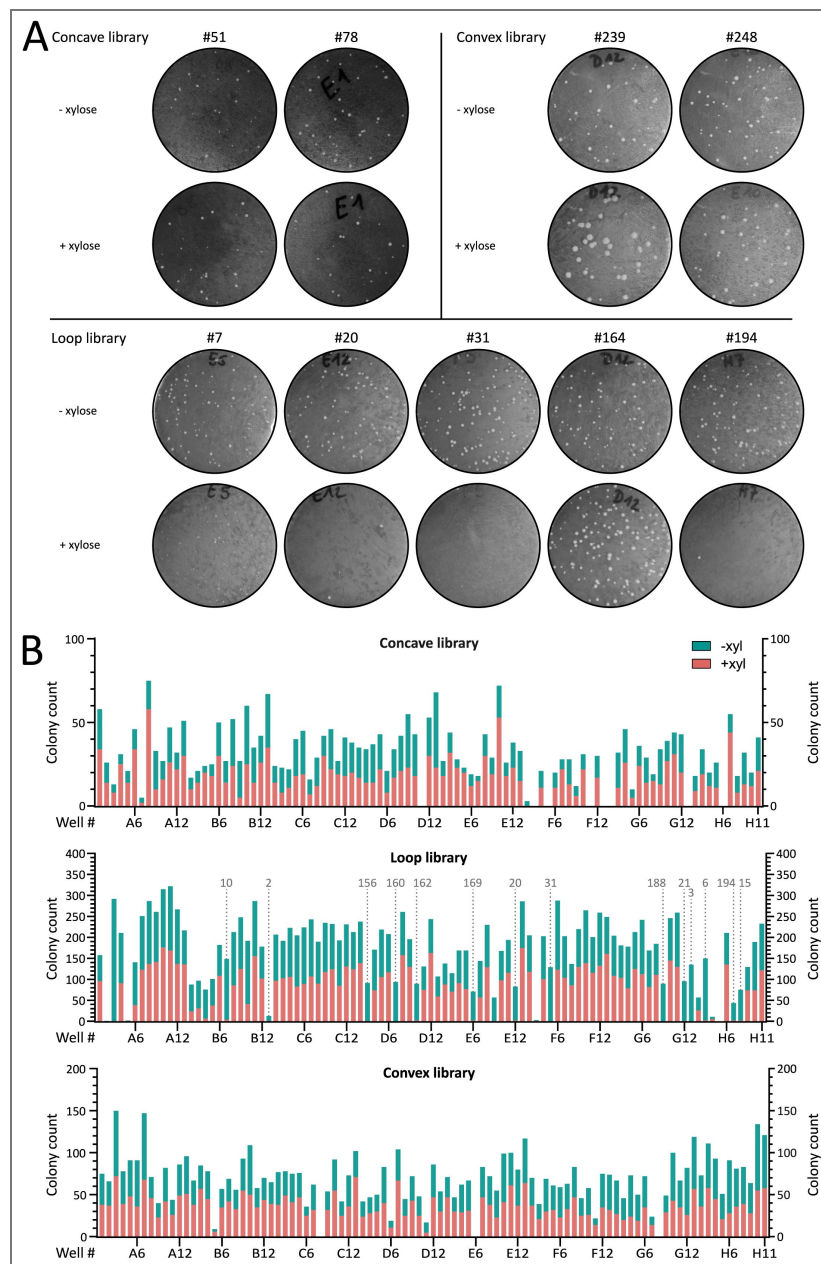 A
Concave library #51 #78
Convex library #239 #248
D12
E1
- xylose
- xylose
D12
E1
E10
+ xylose
+ xylose
Loop library #7 #20 #31 #164 #194
E5 E12 D12 H7
- xylose
E5 E12 D12 H7
+ xylose
B
Concave library
-xyl
+xyl
Colony count
100
50
0
100
50
0
Colony count
Well # A6 A12 B6 B12 C6 C12 D6 D12 E6 E12 F6 F12 G6 G12 H6 H11
Loop library
Colony count
400
350
300
250
200
150
100
50
0
10 2 156 160 162 169 20 31 188 21 3 6 194 15
400
350
300
250
200
150
100
50
0
Colony count
Well # A6 A12 B6 B12 C6 C12 D6 D12 E6 E12 F6 F12 G6 G12 H6 H11
Convex library
Colony count
200
150
100
50
0
200
150
100
50
0
Colony count
Well # A6 A12 B6 B12 C6 C12 D6 D12 E6 E12 F6 F12 G6 G12 H6 H11